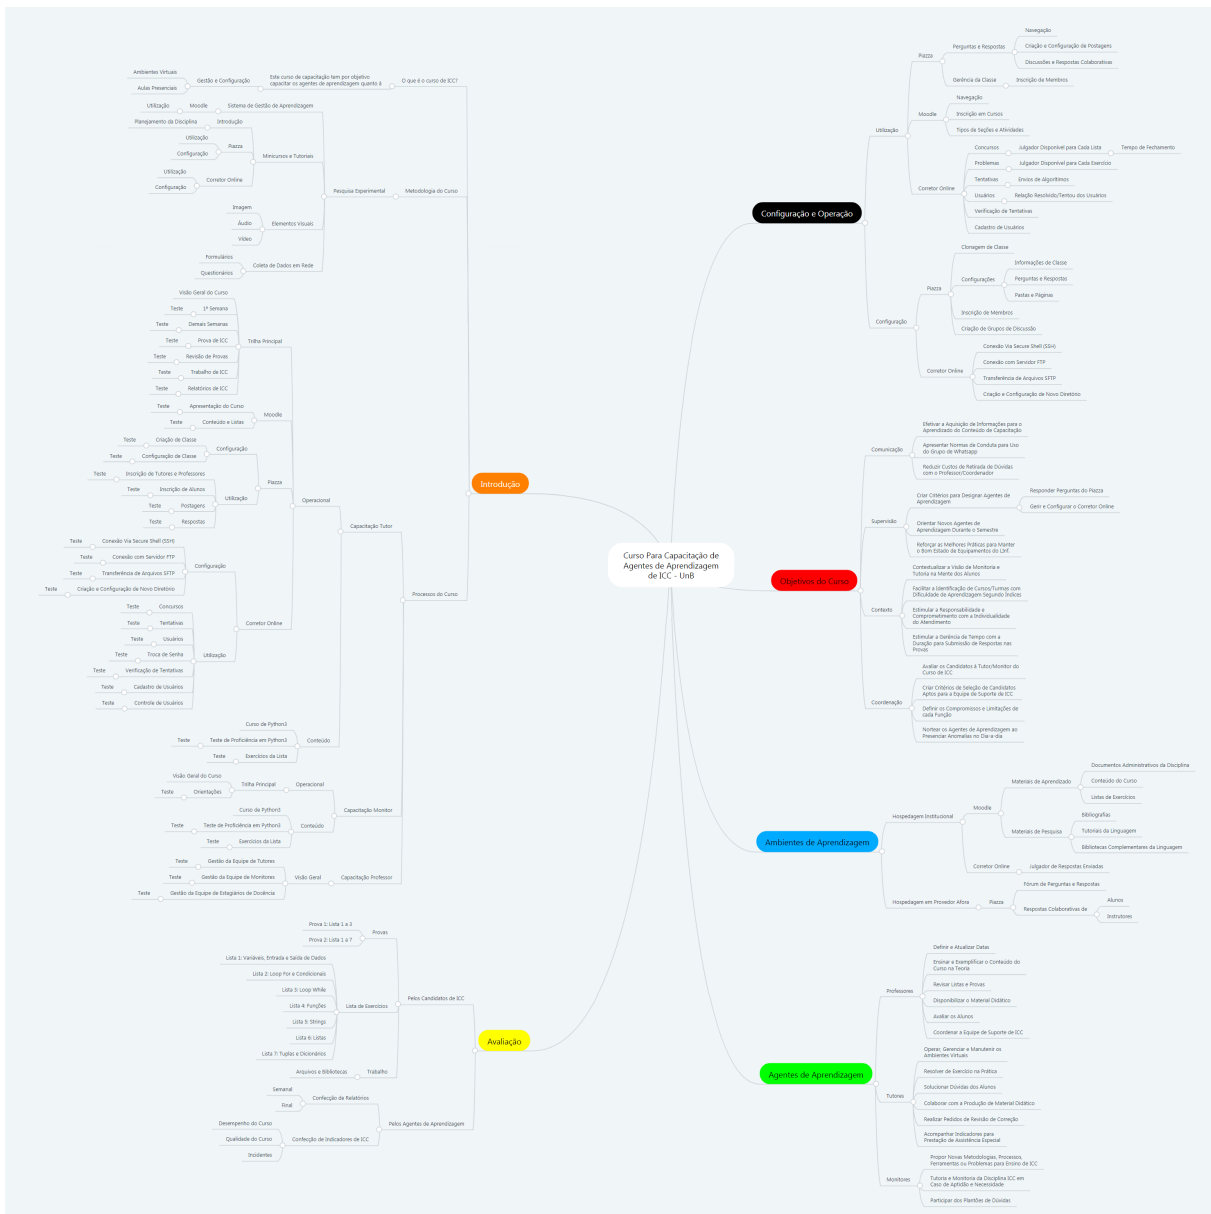 Curso Para Capacitação de
Agentes de Aprendizagem
de ICC - UnB
Introdução
O que é o curso de ICC?
Este curso de capacitação tem por objetivo
capacitar os agentes de aprendizagem quanto à
Gestão e Configuração
Ambientes Virtuais
Aulas Presenciais
Metodologia do Curso
Pesquisa Experimental
Sistema de Gestão de Aprendizagem
Moodle
Utilização
Minicursos e Tutoriais
Introdução
Planejamento da Disciplina
Piazza
Utilização
Configuração
Corretor Online
Utilização
Configuração
Elementos Visuais
Imagem
Áudio
Vídeo
Coleta de Dados em Rede
Formulários
Questionários
Processos do Curso
Capacitação Tutor
Operacional
Trilha Principal
Visão Geral do Curso
1ª Semana
Teste
Demais Semanas
Teste
Prova de ICC
Teste
Revisão de Provas
Teste
Trabalho de ICC
Teste
Relatórios de ICC
Teste
Moodle
Apresentação do Curso
Teste
Conteúdo e Listas
Teste
Piazza
Configuração
Criação de Classe
Teste
Configuração de Classe
Teste
Utilização
Inscrição de Tutores e Professores
Teste
Inscrição de Alunos
Teste
Postagens
Teste
Respostas
Teste
Corretor Online
Configuração
Conexão Via Secure Shell (SSH)
Teste
Conexão com Servidor FTP
Teste
Transferência de Arquivos SFTP
Teste
Criação e Configuração de Novo Diretório
Teste
Utilização
Concursos
Teste
Tentativas
Teste
Usuários
Teste
Troca de Senha
Teste
Verificação de Tentativas
Teste
Cadastro de Usuários
Teste
Controle de Usuários
Teste
Conteúdo
Curso de Python3
Teste de Proficiência em Python3
Teste
Exercícios da Lista
Teste
Capacitação Monitor
Operacional
Trilha Principal
Visão Geral do Curso
Orientações
Teste
Conteúdo
Curso de Python3
Teste de Proficiência em Python3
Teste
Exercícios da Lista
Teste
Capacitação Professor
Visão Geral
Gestão da Equipe de Tutores
Teste
Gestão da Equipe de Monitores
Teste
Gestão da Equipe de Estagiários de Docência
Teste
Avaliação
Pelos Candidatos de ICC
Provas
Prova 1: Lista 1 a 3
Prova 2: Lista 1 a 7
Lista de Exercícios
Lista 1: Variáveis, Entrada e Saída de Dados
Lista 2: Loop For e Condicionais
Lista 3: Loop While
Lista 4: Funções
Lista 5: Strings
Lista 6: Listas
Lista 7: Tuplas e Dicionários
Trabalho
Arquivos e Bibliotecas
Pelos Agentes de Aprendizagem
Confecção de Relatórios
Semanal
Final
Confecção de Indicadores de ICC
Desempenho do Curso
Qualidade do Curso
Incidentes
Configuração e Operação
Utilização
Piazza
Perguntas e Respostas
Navegação
Criação e Configuração de Postagens
Discussões e Respostas Colaborativas
Gerência da Classe
Inscrição de Membros
Moodle
Navegação
Inscrição em Cursos
Tipos de Seções e Atividades
Corretor Online
Concursos
Julgador Disponível para Cada Lista
Tempo de Fechamento
Problemas
Julgador Disponível para Cada Exercício
Tentativas
Envios de Algoritmos
Usuários
Relação Resolvido/Tentou dos Usuários
Verificação de Tentativas
Cadastro de Usuários
Configuração
Piazza
Clonagem de Classe
Configurações
Informações de Classe
Perguntas e Respostas
Pastas e Páginas
Inscrição de Membros
Criação de Grupos de Discussão
Corretor Online
Conexão Via Secure Shell (SSH)
Conexão com Servidor FTP
Transferência de Arquivos SFTP
Criação e Configuração de Novo Diretório
Objetivos do Curso
Comunicação
Efetivar a Aquisição de Informações para o
Aprendizado do Conteúdo de Capacitação
Apresentar Normas de Conduta para Uso
do Grupo de Whatsapp
Reduzir Custos de Retirada de Dúvidas
com o Professor/Coordenador
Supervisão
Criar Critérios para Designar Agentes de
Aprendizagem
Responder Perguntas do Piazza
Gerir e Configurar o Corretor Online
Orientar Novos Agentes de
Aprendizagem Durante o Semestre
Reforçar as Melhores Práticas para Manter
o Bom Estado de Equipamentos do LInf.
Contexto
Contextualizar a Visão de Monitoria e
Tutoria na Mente dos Alunos
Facilitar a Identificação de Cursos/Turmas com
Dificuldade de Aprendizagem Segundo Índices
Estimular a Responsabilidade e
Comprometimento com a Individualidade
do Atendimento
Estimular a Gerência de Tempo com a
Duração para Submissão de Respostas nas
Provas
Coordenação
Avaliar os Candidatos à Tutor/Monitor do
Curso de ICC
Criar Critérios de Seleção de Candidatos
Aptos para a Equipe de Suporte de ICC
Definir os Compromissos e Limitações de
cada Função
Nortear os Agentes de Aprendizagem ao
Presenciar Anomalias no Dia-a-dia
Ambientes de Aprendizagem
Hospedagem Institucional
Moodle
Materiais de Aprendizado
Documentos Administrativos da Disciplina
Conteúdo do Curso
Listas de Exercícios
Materiais de Pesquisa
Bibliografias
Tutoriais da Linguagem
Bibliotecas Complementares da Linguagem
Corretor Online
Julgador de Respostas Enviadas
Hospedagem em Provedor Afora
Piazza
Fórum de Perguntas e Respostas
Respostas Colaborativas de
Alunos
Instrutores
Agentes de Aprendizagem
Professores
Definir e Atualizar Datas
Ensinar e Exemplificar o Conteúdo do
Curso na Teoria
Revisar Listas e Provas
Disponibilizar o Material Didático
Avaliar os Alunos
Coordenar a Equipe de Suporte de ICC
Tutores
Operar, Gerenciar e Manutenir os
Ambientes Virtuais
Resolver de Exercício na Prática
Solucionar Dúvidas dos Alunos
Colaborar com a Produção de Material Didático
Realizar Pedidos de Revisão de Correção
Acompanhar Indicadores para
Prestação de Assistência Especial
Monitores
Propor Novas Metodologias, Processos,
Ferramentas ou Problemas para Ensino de ICC
Tutoria e Monitoria da Disciplina ICC em
Caso de Aptidão e Necessidade
Participar dos Plantões de Dúvidas